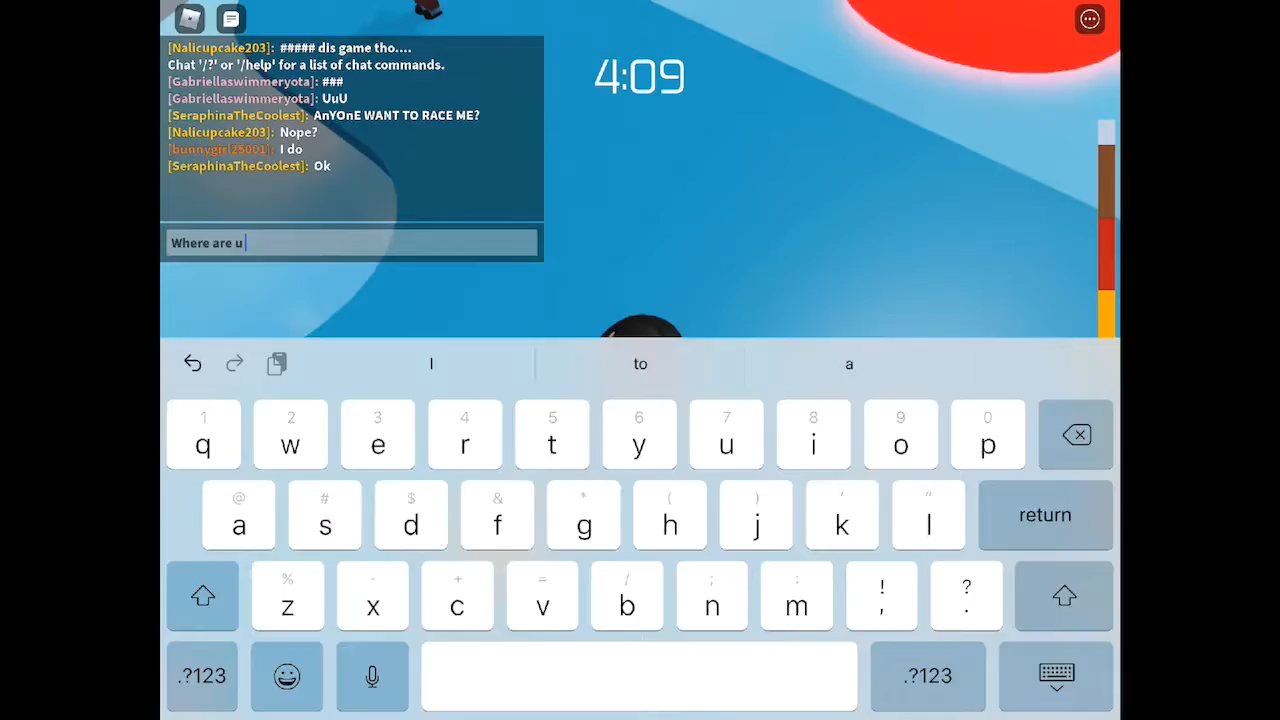 [Nalicupcake203]: ##### dis game tho....
Chat '/?' or '/help' for a list of chat commands.
[Gabriellaswimmeryota]: ###
[Gabriellaswimmeryota]: UuU
[SeraphinaTheCoolest]: AnYOnE WANT TO RACE ME?
[Nalicupcake203]: Nope?
[bunnygirl25001]: I do
[SeraphinaTheCoolest]: Ok
Where are u
4:09
I to a
1 2 3 4 5 6 7 8 9 0
q w e r t y u i o p
@ # $ & * ( ) ' "
a s d f g h j k l return
% - + = / ; : ! ?
z x c v b n m , .
.?123 .?123